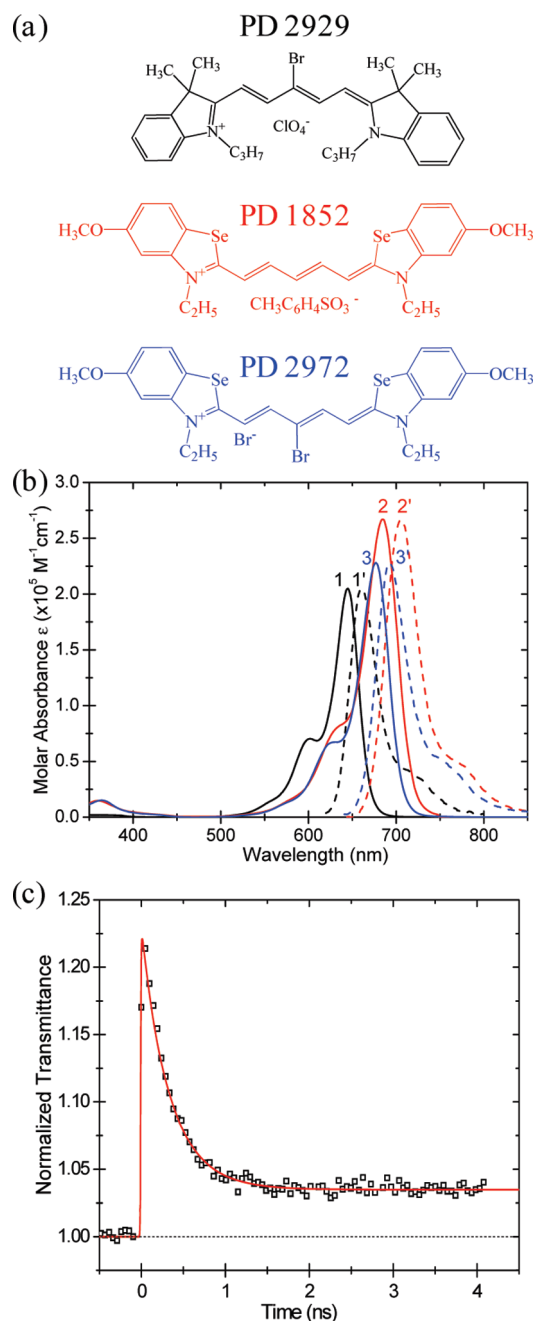 (a)
PD 2929
H3C CH3 Br H3C CH3
ClO4-
N+ N
C3H7 C3H7
PD 1852
H3CO Se Se OCH3
N+ N
C2H5 CH3C6H4SO3- C2H5
PD 2972
H3CO Se Se OCH3
N+ N
C2H5 Br- Br C2H5
(b)
3.0
2.5
2.0
1.5
1.0
0.5
0.0
Molar Absorbance ε (x10⁵ M⁻¹cm⁻¹)
2 2'
1 1' 3 3'
400 500 600 700 800
Wavelength (nm)
(c)
1.25
1.20
1.15
1.10
1.05
1.00
Normalized Transmittance
0 1 2 3 4
Time (ns)